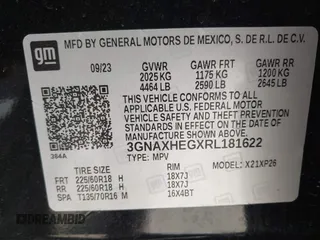 gm
MFD BY GENERAL MOTORS DE MEXICO, S. DE R.L. DE C.V.
09/23 GVWR GAWR FRT GAWR RR
2025 KG 1175 KG 1200 KG
4464 LB 2590 LB 2645 LB
THIS VEHICLE CONFORMS TO ALL
APPLICABLE U.S. FEDERAL MOTOR
VEHICLE SAFETY, BUMPER, AND THEFT
PREVENTION STANDARDS IN EFFECT ON
THE DATE OF MANUFACTURE SHOWN
ABOVE.
384A
3GNAXHEGXRL181622
TYPE: MPV MODEL: X21XP26
TIRE SIZE RIM
FRT 225/60R18 H 18X7J
RR 225/60R18 H 18X7J
SPA T135/70R16 M 16X4BT